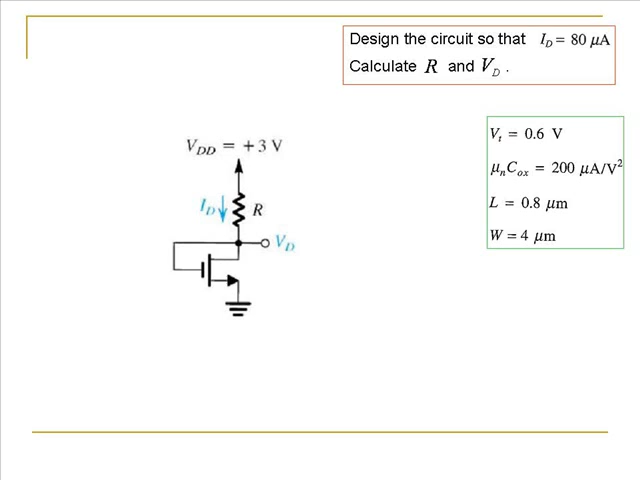 Design the circuit so that I_D = 80 μA
Calculate R and V_D .
V_t = 0.6 V
μ_nC_ox = 200 μA/V²
L = 0.8 μm
W = 4 μm
V_DD = +3 V
I_D R
V_D